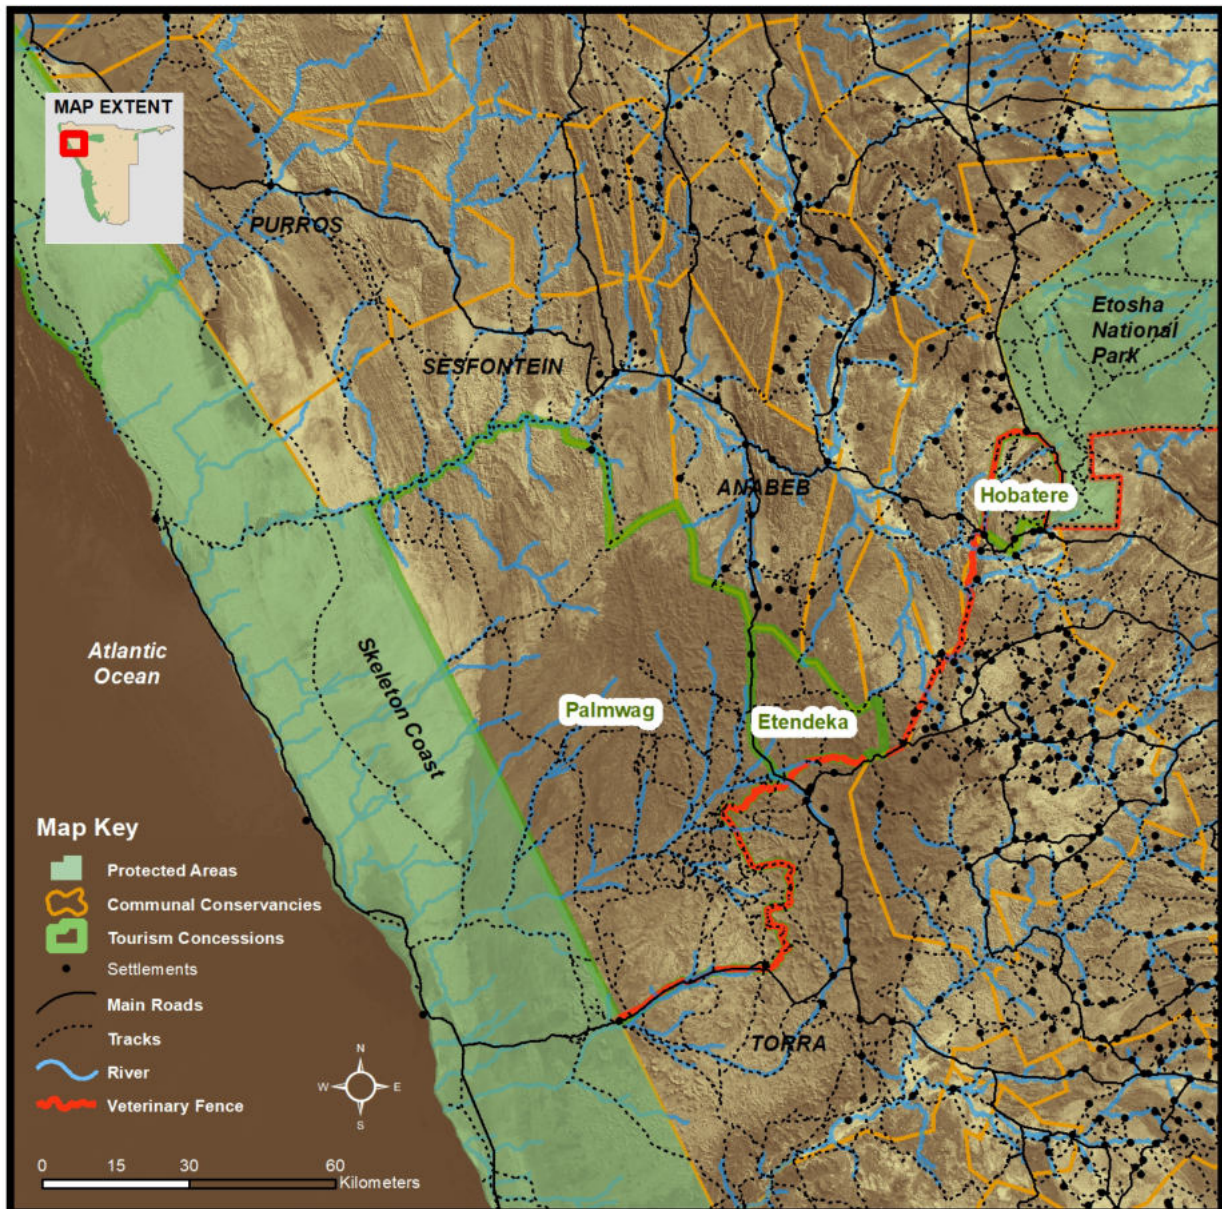 MAP EXTENT
PURROS
Etosha
National
Park
SESFONTEIN
ANABEB
Hobatere
Atlantic
Ocean
Skeleton Coast
Palmwag
Etendeka
Map Key
Protected Areas
Communal Conservancies
Tourism Concessions
Settlements
Main Roads
Tracks
River
Veterinary Fence
N
W
E
S
TORRA
0 15 30 60
Kilometers